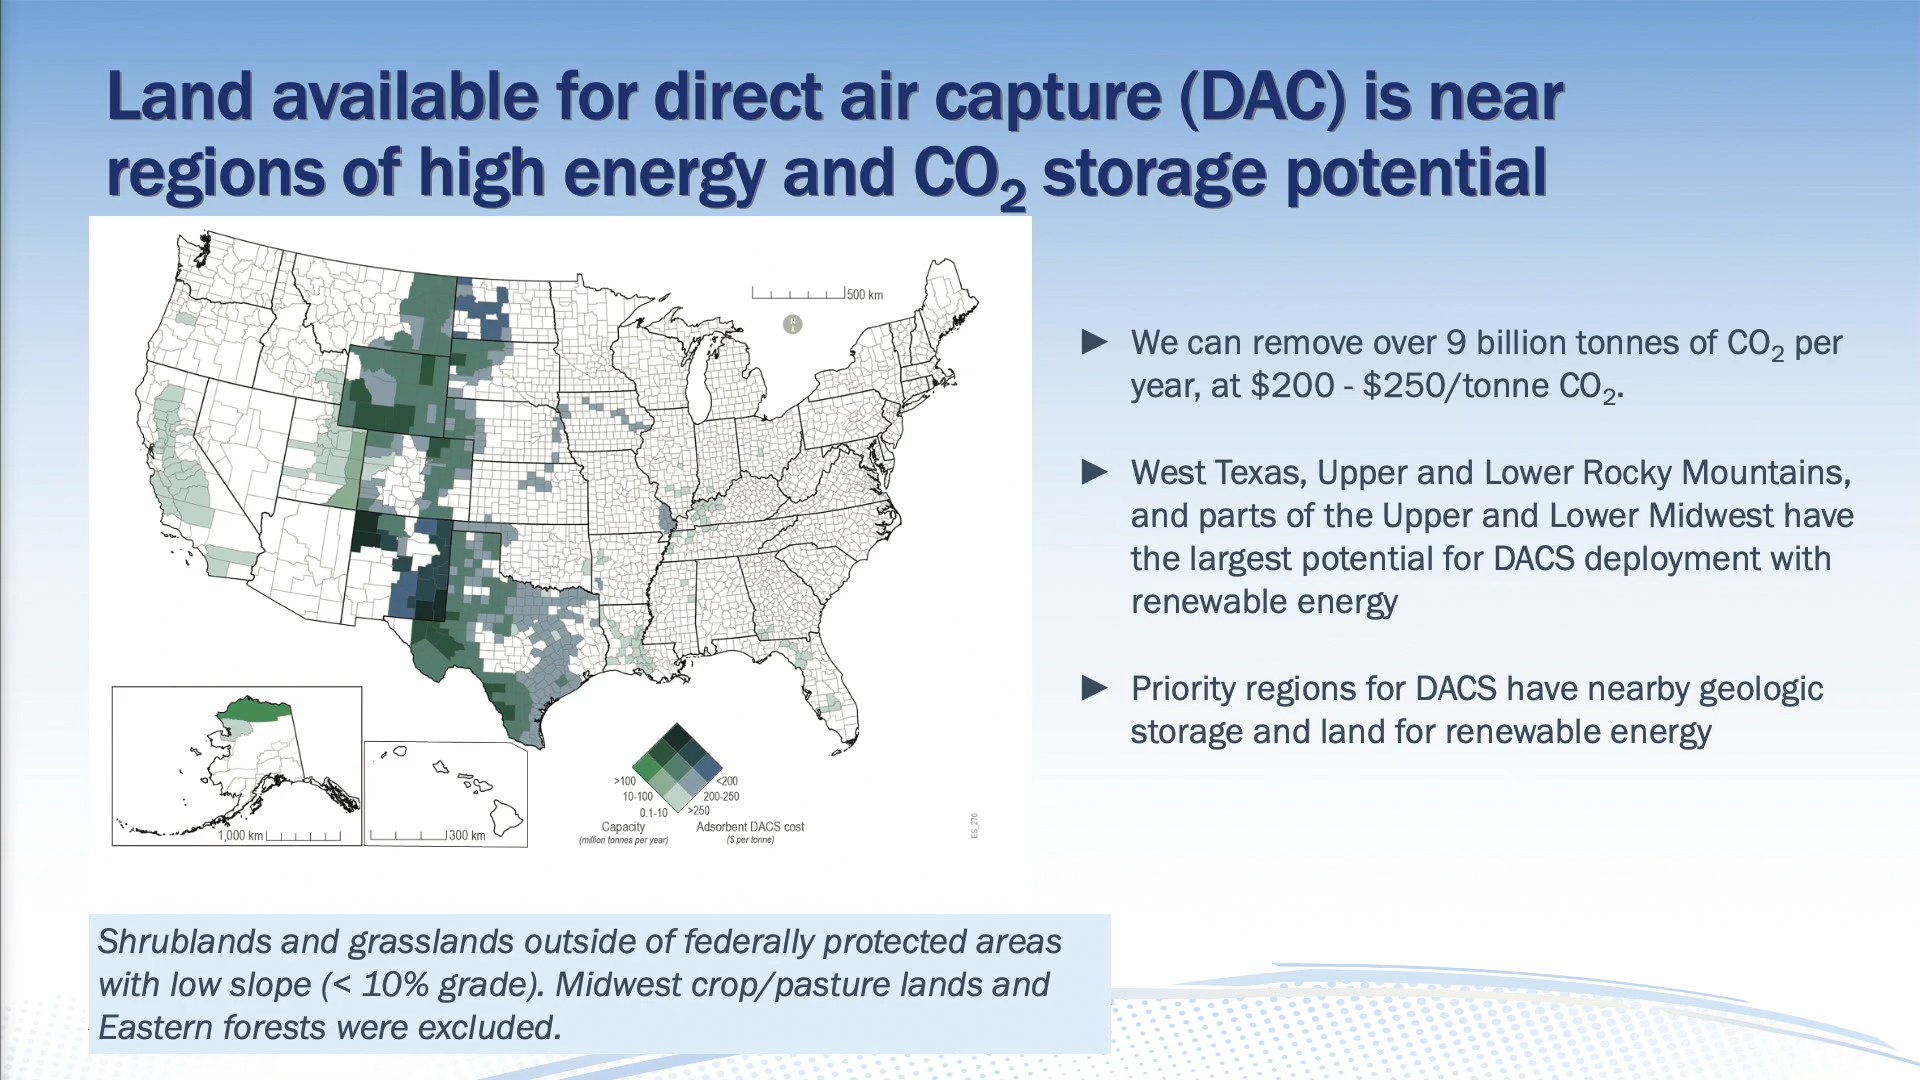 Land available for direct air capture (DAC) is near
regions of high energy and CO₂ storage potential
500 km
N
1,000 km
300 km
>100
10-100
0.1-10
<200
200-250
>250
Capacity
(million tonnes per year)
Adsorbent DACS cost
($ per tonne)
ES_270
► We can remove over 9 billion tonnes of CO₂ per
year, at $200 - $250/tonne CO₂.
► West Texas, Upper and Lower Rocky Mountains,
and parts of the Upper and Lower Midwest have
the largest potential for DACS deployment with
renewable energy
► Priority regions for DACS have nearby geologic
storage and land for renewable energy
Shrublands and grasslands outside of federally protected areas
with low slope (< 10% grade). Midwest crop/pasture lands and
Eastern forests were excluded.